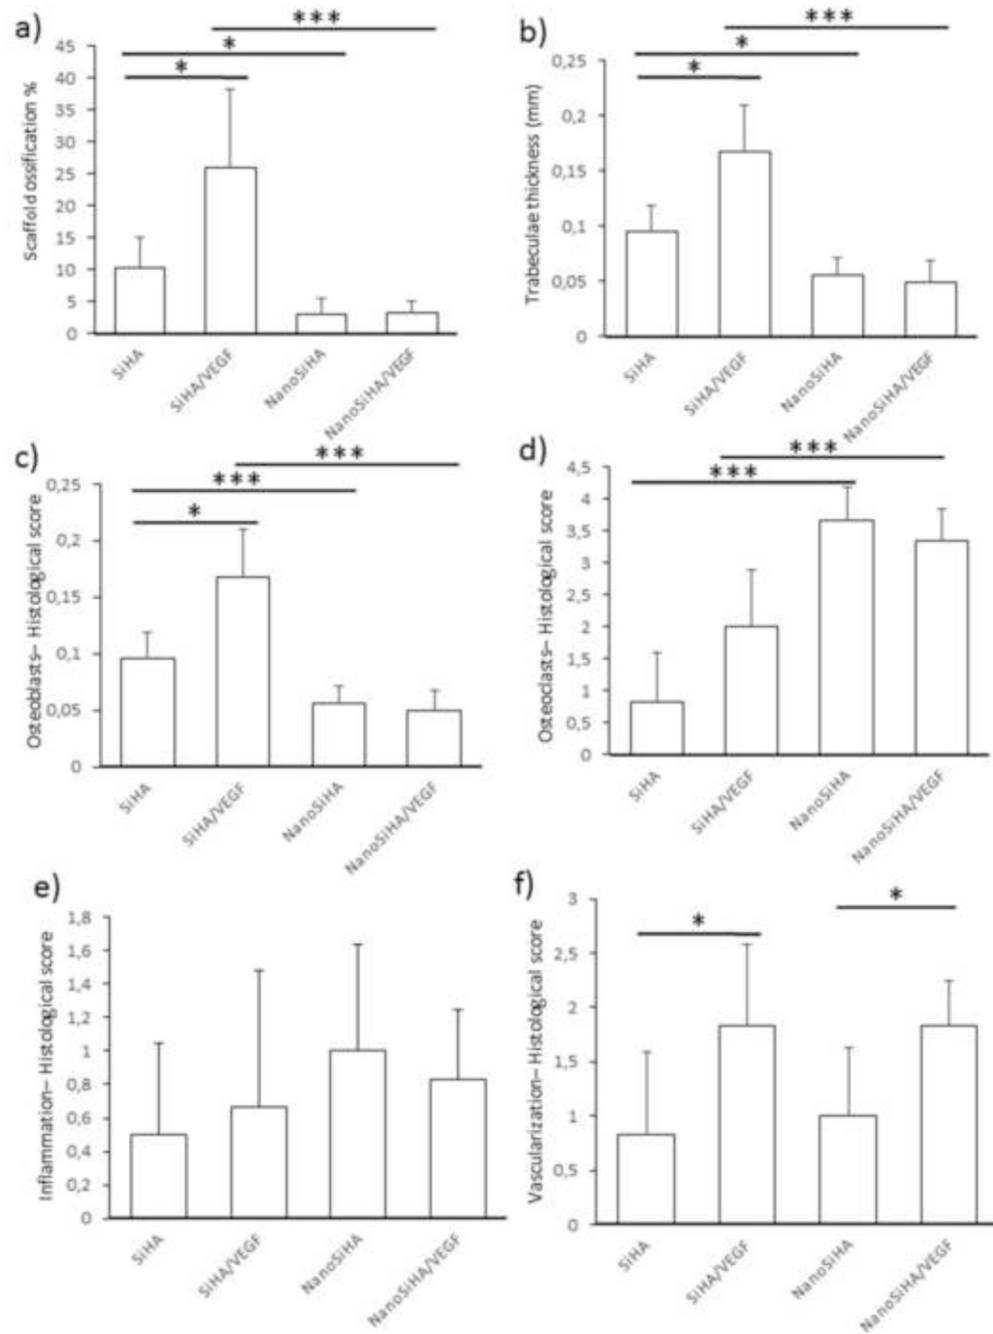 a)
***
*
*
Scaffold ossification %
45
40
35
30
25
20
15
10
5
0
SiHA
SiHA/VEGF
NanoSiHA
NanoSiHA/VEGF
b)
***
*
*
Trabeculae thickness (mm)
0,25
0,2
0,15
0,1
0,05
0
SiHA
SiHA/VEGF
NanoSiHA
NanoSiHA/VEGF
c)
***
***
*
Osteoblasts– Histological score
0,25
0,2
0,15
0,1
0,05
0
SiHA
SiHA/VEGF
NanoSiHA
NanoSiHA/VEGF
d)
***
***
Osteoclasts– Histological score
4,5
4
3,5
3
2,5
2
1,5
1
0,5
0
SiHA
SiHA/VEGF
NanoSiHA
NanoSiHA/VEGF
e)
Inflammation– Histological score
1,8
1,6
1,4
1,2
1
0,8
0,6
0,4
0,2
0
SiHA
SiHA/VEGF
NanoSiHA
NanoSiHA/VEGF
f)
*
*
Vascularization– Histological score
3
2,5
2
1,5
1
0,5
0
SiHA
SiHA/VEGF
NanoSiHA
NanoSiHA/VEGF